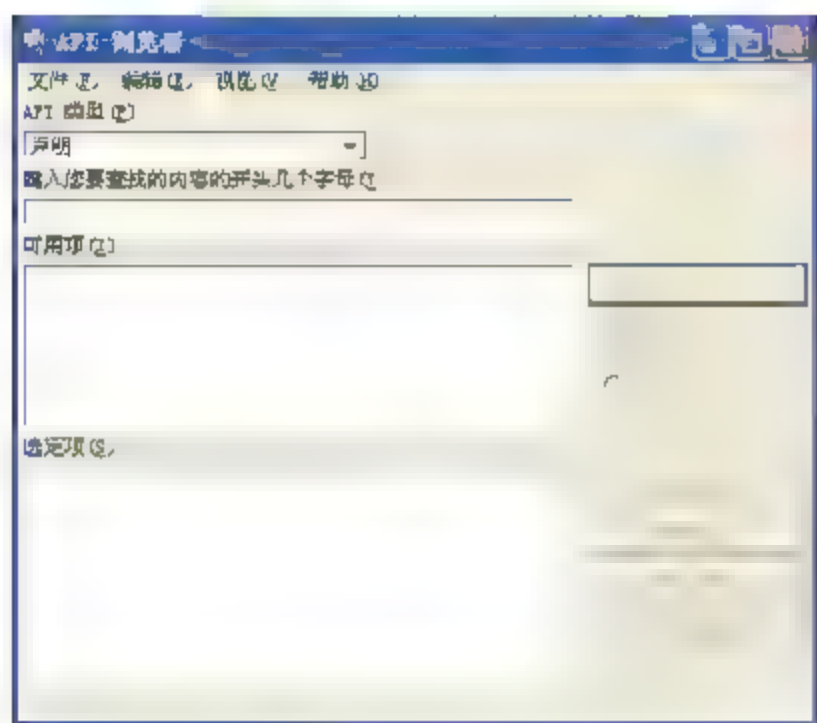 API 浏览器
文件(F) 编辑(E) 视图(V) 帮助(H)
API 类型(P)
声明
输入您要查找的内容的开头几个字母(T)
可用项(I)
选定项(S)